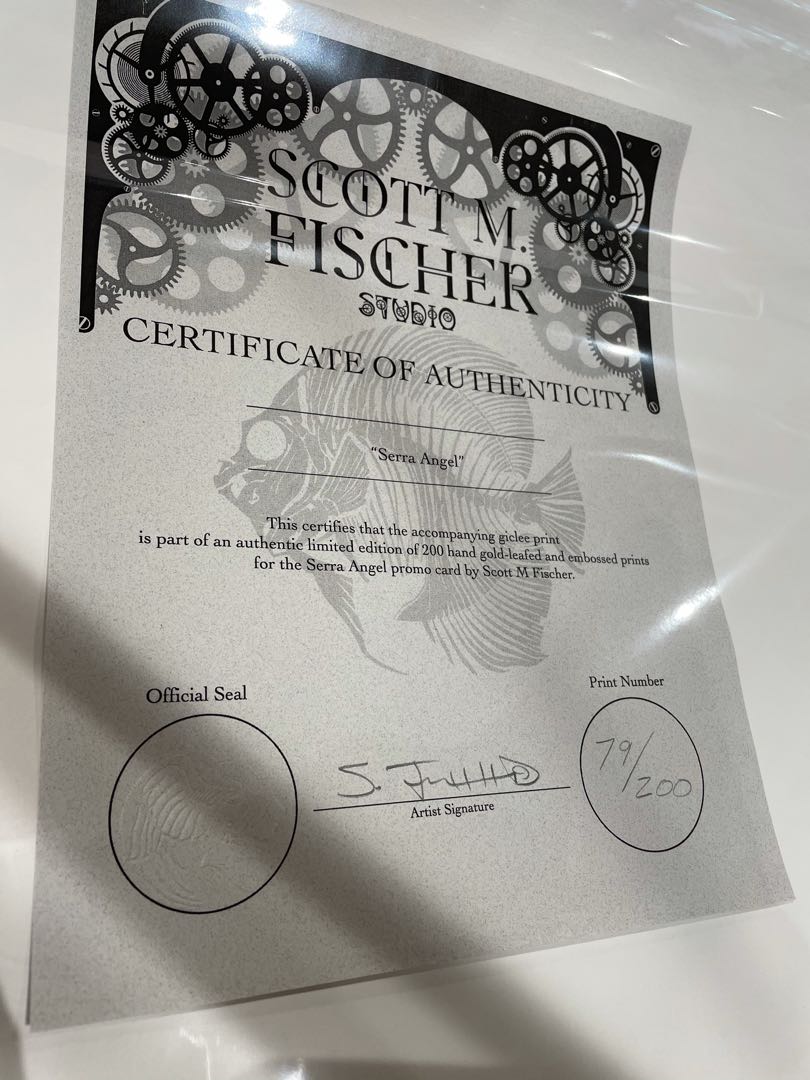 SCOTT M.
FISCHER
STUDIO
CERTIFICATE OF AUTHENTICITY
“Serra Angel”
This certifies that the accompanying giclee print
is part of an authentic limited edition of 200 hand gold-leafed and embossed prints
for the Serra Angel promo card by Scott M Fischer.
Official Seal
Print Number
79/200
Artist Signature